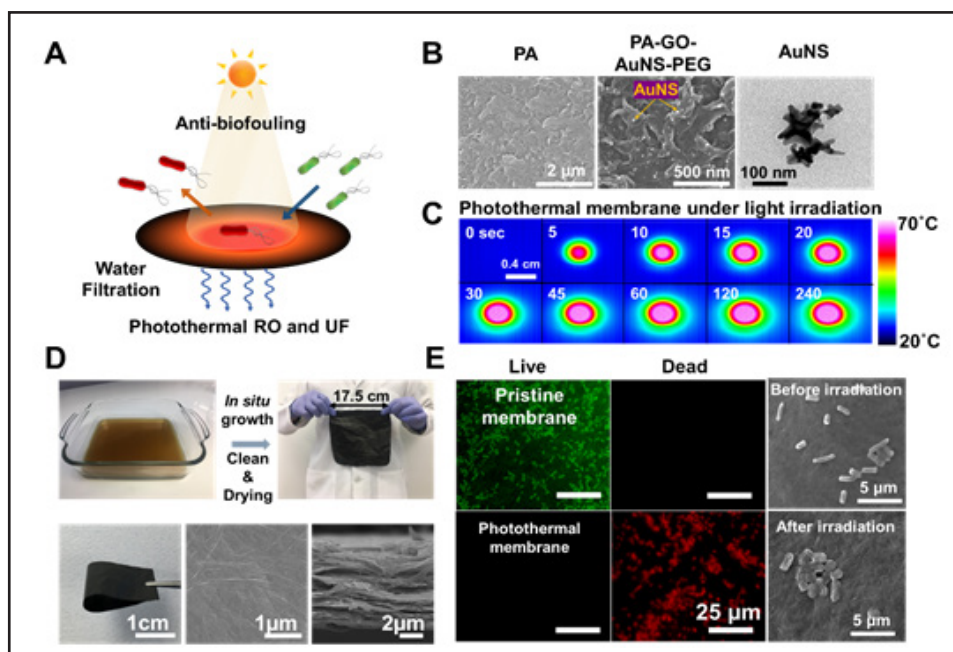 A
Anti-biofouling
Water
Filtration
Photothermal RO and UF
B
PA
PA-GO-
AuNS-PEG
AuNS
AuNS
2 µm
500 nm
100 nm
C
Photothermal membrane under light irradiation
0 sec
5
10
15
20
0.4 cm
30
45
60
120
240
70˚C
20˚C
D
In situ
growth
Clean
&
Drying
17.5 cm
1cm
1µm
2µm
E
Live
Dead
Pristine
membrane
Before irradiation
5 µm
Photothermal
membrane
25 µm
After irradiation
5 µm